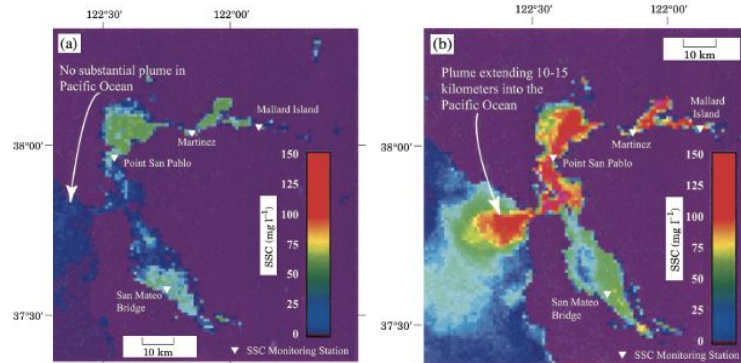 122°30' 122°00'
(a)
No substantial plume in
Pacific Ocean
Mallard Island
Martinez
38°00'
Point San Pablo
150
125
100
75
50
25
0
SSC (mg l⁻¹)
San Mateo
Bridge
37°30'
10 km
SSC Monitoring Station
122°30' 122°00'
(b)
10 km
Plume extending 10-15
kilometers into the
Pacific Ocean
Mallard
Island
Martinez
38°00'
Point San Pablo
150
125
100
75
50
25
0
SSC (mg l⁻¹)
San Mateo
Bridge
37°30'
SSC Monitoring Station